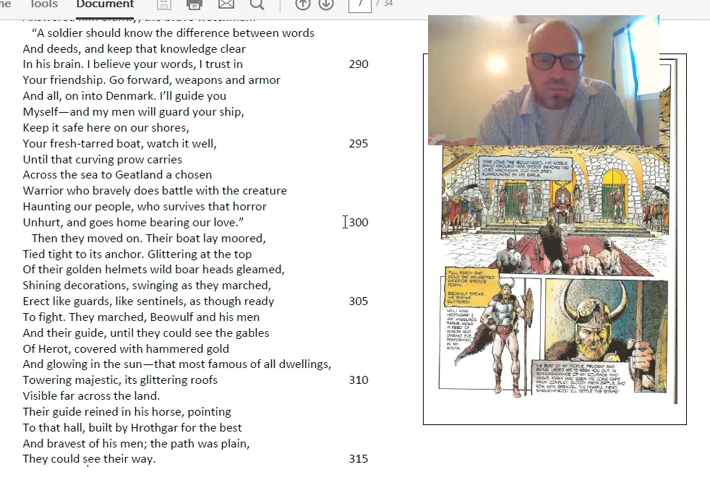 me Tools Document 7 / 34
"A soldier should know the difference between words
And deeds, and keep that knowledge clear
In his brain. I believe your words, I trust in 290
Your friendship. Go forward, weapons and armor
And all, on into Denmark. I'll guide you
Myself—and my men will guard your ship,
Keep it safe here on our shores,
Your fresh-tarred boat, watch it well, 295
Until that curving prow carries
Across the sea to Geatland a chosen
Warrior who bravely does battle with the creature
Haunting our people, who survives that horror
Unhurt, and goes home bearing our love." 300
Then they moved on. Their boat lay moored,
Tied tight to its anchor. Glittering at the top
Of their golden helmets wild boar heads gleamed,
Shining decorations, swinging as they marched,
Erect like guards, like sentinels, as though ready 305
To fight. They marched, Beowulf and his men
And their guide, until they could see the gables
Of Herot, covered with hammered gold
And glowing in the sun—that most famous of all dwellings,
Towering majestic, its glittering roofs 310
Visible far across the land.
Their guide reined in his horse, pointing
To that hall, built by Hrothgar for the best
And bravest of his men; the path was plain,
They could see their way. 315
BEOWULF SPOKE,